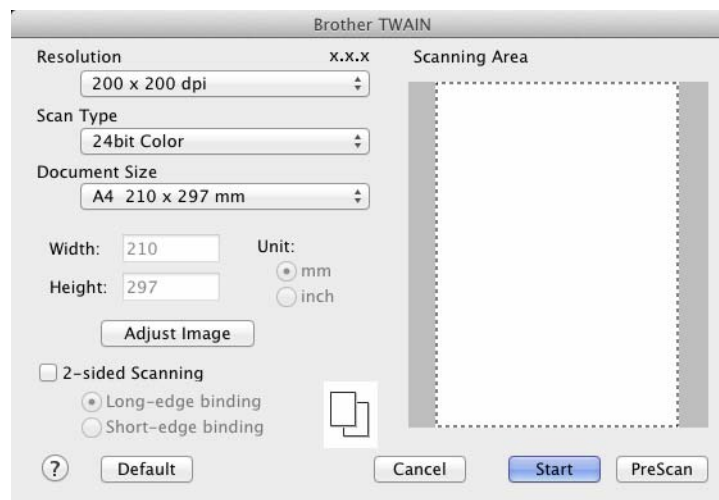 Brother TWAIN
Resolution x.x.x
200 x 200 dpi
Scan Type
24bit Color
Document Size
A4 210 x 297 mm
Width: 210
Height: 297
Unit:
mm
inch
Adjust Image
2-sided Scanning
Long-edge binding
Short-edge binding
Scanning Area
? Default Cancel Start PreScan